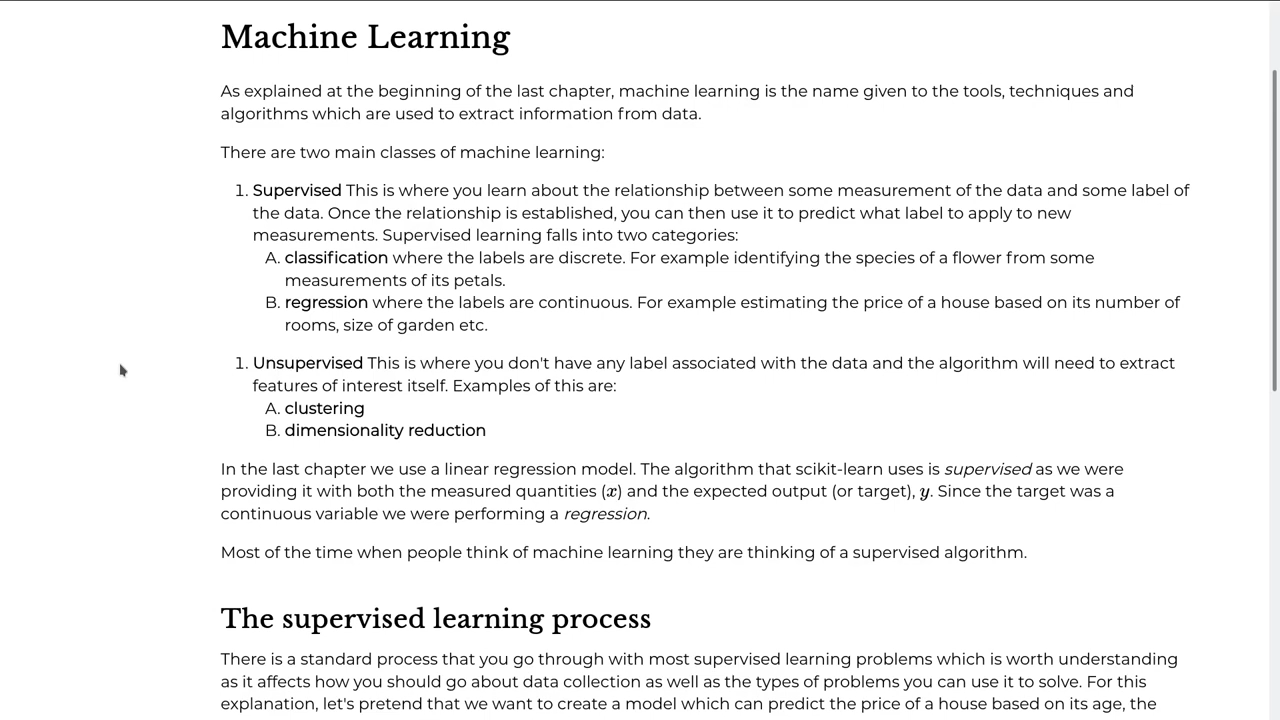 Machine Learning
As explained at the beginning of the last chapter, machine learning is the name given to the tools, techniques and
algorithms which are used to extract information from data.
There are two main classes of machine learning:
1. Supervised This is where you learn about the relationship between some measurement of the data and some label of
the data. Once the relationship is established, you can then use it to predict what label to apply to new
measurements. Supervised learning falls into two categories:
A. classification where the labels are discrete. For example identifying the species of a flower from some
measurements of its petals.
B. regression where the labels are continuous. For example estimating the price of a house based on its number of
rooms, size of garden etc.
1. Unsupervised This is where you don't have any label associated with the data and the algorithm will need to extract
features of interest itself. Examples of this are:
A. clustering
B. dimensionality reduction
In the last chapter we use a linear regression model. The algorithm that scikit-learn uses is supervised as we were
providing it with both the measured quantities (x) and the expected output (or target), y. Since the target was a
continuous variable we were performing a regression.
Most of the time when people think of machine learning they are thinking of a supervised algorithm.
The supervised learning process
There is a standard process that you go through with most supervised learning problems which is worth understanding
as it affects how you should go about data collection as well as the types of problems you can use it to solve. For this
explanation, let's pretend that we want to create a model which can predict the price of a house based on its age, the